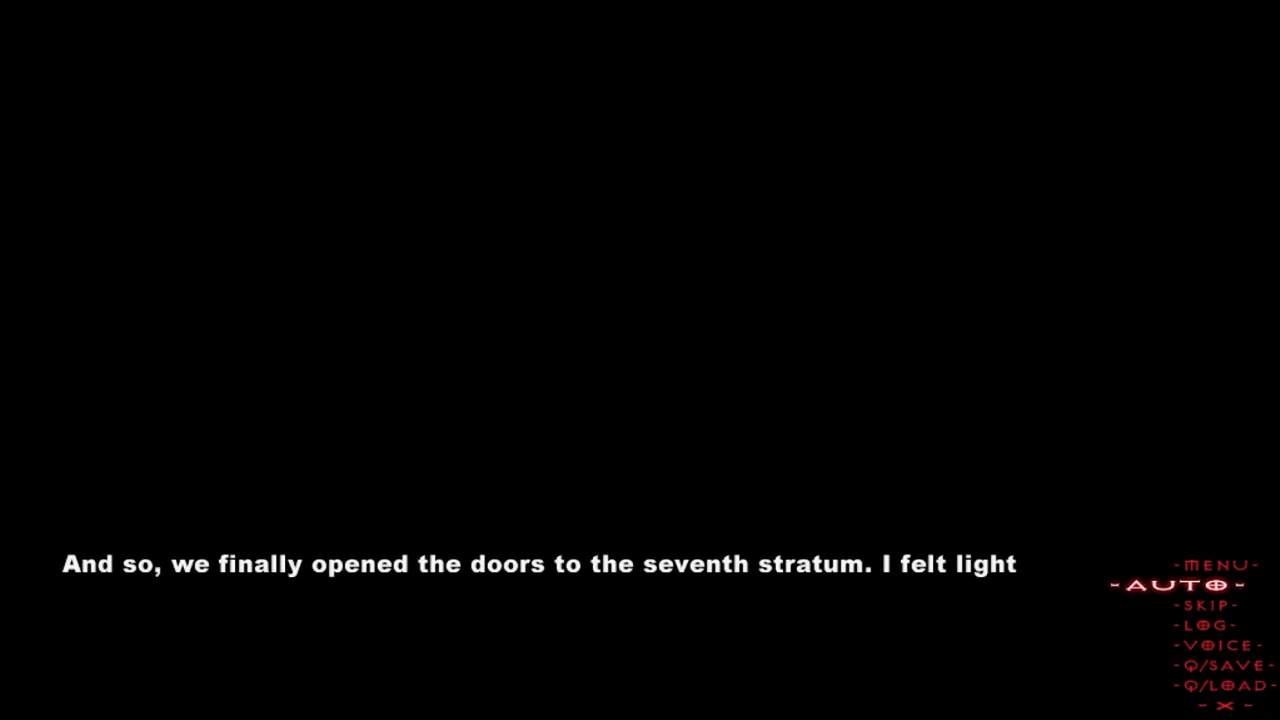 And so, we finally opened the doors to the seventh stratum. I felt light
-MENU-
-AUTO-
-SKIP-
-LOG-
-VOICE-
-Q/SAVE-
-Q/LOAD-
-X-